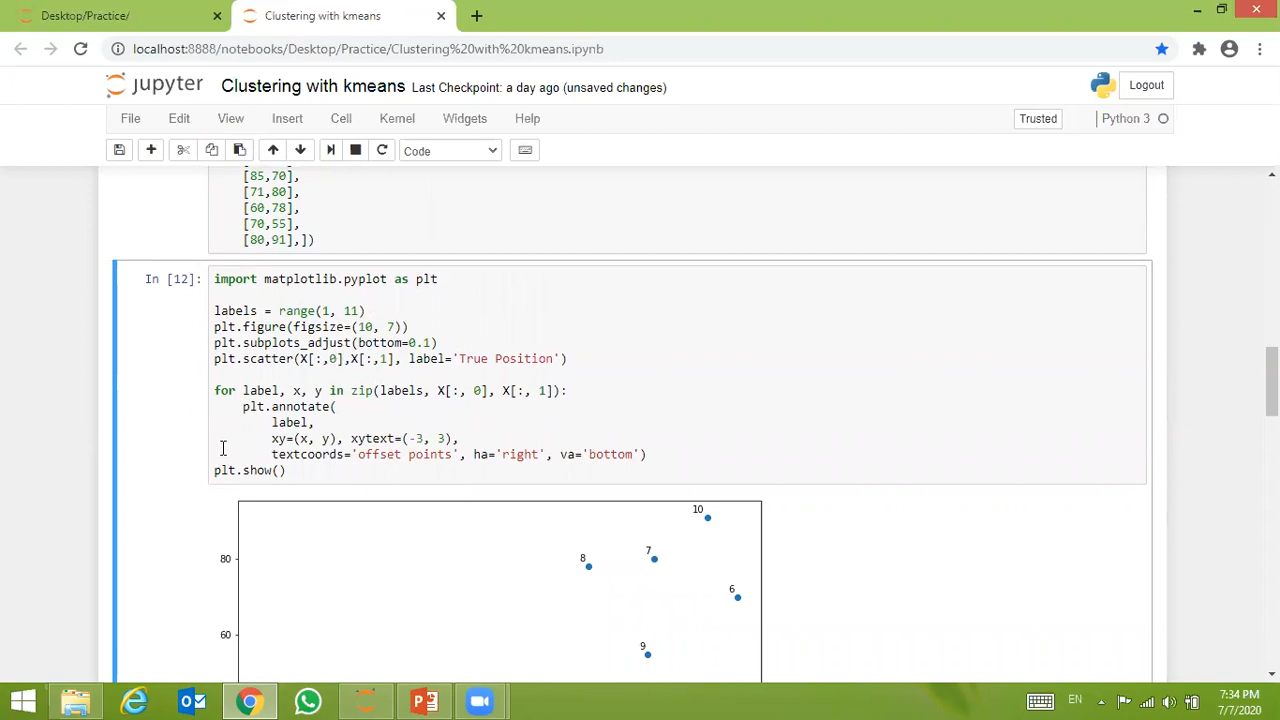 Desktop/Practice/
Clustering with kmeans
localhost:8888/notebooks/Desktop/Practice/Clustering%20with%20kmeans.ipynb
jupyter Clustering with kmeans Last Checkpoint: a day ago (unsaved changes)
Logout
File Edit View Insert Cell Kernel Widgets Help
Trusted
Python 3
Code
[85,70],
[71,80],
[60,78],
[70,55],
[80,91],])
In [12]:
import matplotlib.pyplot as plt
labels = range(1, 11)
plt.figure(figsize=(10, 7))
plt.subplots_adjust(bottom=0.1)
plt.scatter(X[:,0],X[:,1], label='True Position')
for label, x, y in zip(labels, X[:, 0], X[:, 1]):
plt.annotate(
label,
xy=(x, y), xytext=(-3, 3),
textcoords='offset points', ha='right', va='bottom')
plt.show()
10
80
8
7
6
60
9
EN
7:34 PM
7/7/2020